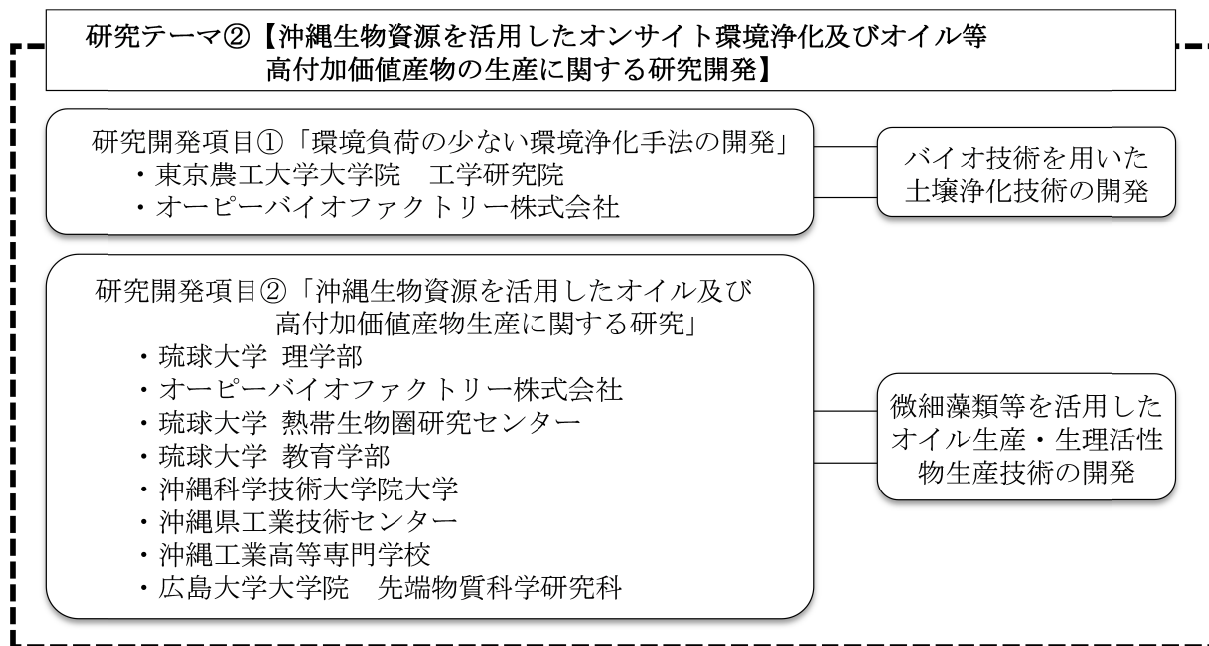 研究テーマ②【沖縄生物資源を活用したオンサイト環境浄化及びオイル等
高付加価値産物の生産に関する研究開発】
研究開発項目①「環境負荷の少ない環境浄化手法の開発」
・東京農工大学大学院　工学研究院
・オーピーバイオファクトリー株式会社
バイオ技術を用いた
土壌浄化技術の開発
研究開発項目②「沖縄生物資源を活用したオイル及び
高付加価値産物生産に関する研究」
・琉球大学 理学部
・オーピーバイオファクトリー株式会社
・琉球大学 熱帯生物圏研究センター
・琉球大学 教育学部
・沖縄科学技術大学院大学
・沖縄県工業技術センター
・沖縄工業高等専門学校
・広島大学大学院　先端物質科学研究科
微細藻類等を活用した
オイル生産・生理活性
物生産技術の開発